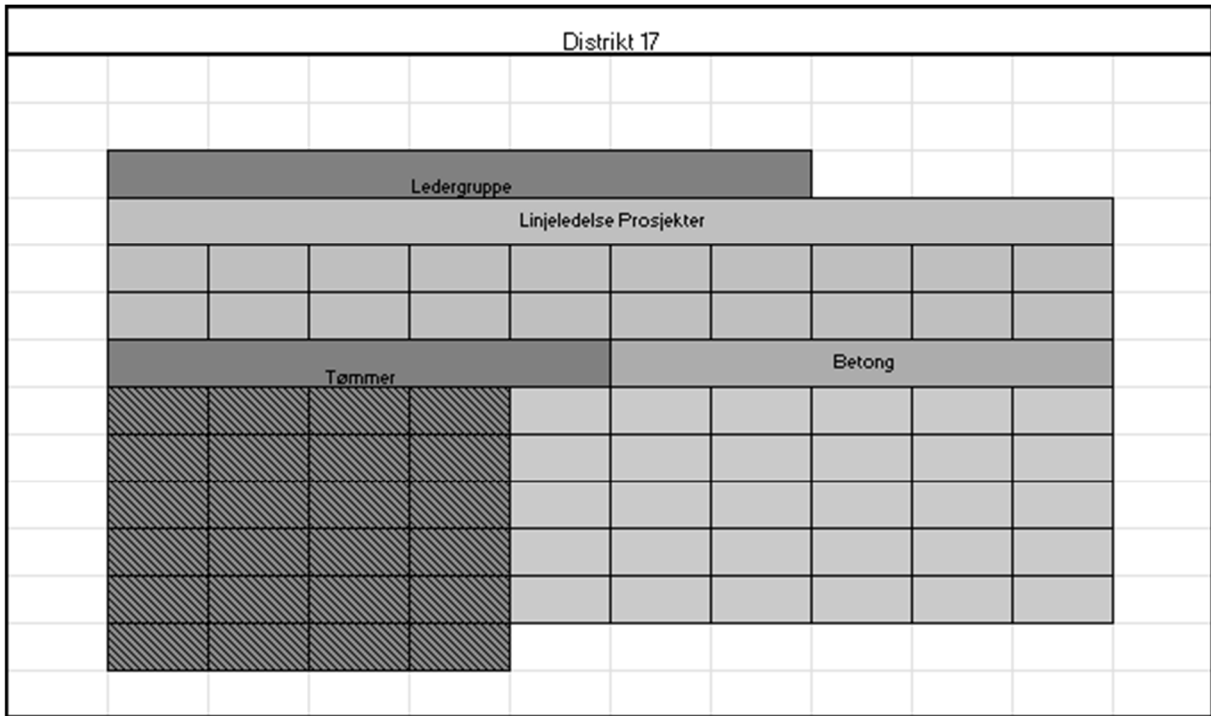 Distrikt 17
Ledergruppe
Linjeledelse Prosjekter
Tømmer
Betong